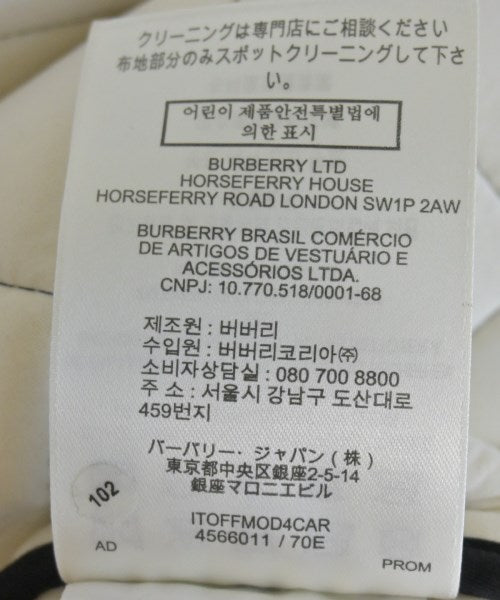 クリーニングは専門店にご相談ください
布地部分のみスポットクリーニングして下さ
い。
어린이 제품안전특별법에
의한 표시
BURBERRY LTD
HORSEFERRY HOUSE
HORSEFERRY ROAD LONDON SW1P 2AW
BURBERRY BRASIL COMÉRCIO
DE ARTIGOS DE VESTUÁRIO E
ACESSÓRIOS LTDA.
CNPJ: 10.770.518/0001-68
제조원 : 버버리
수입원 : 버버리코리아㈜
소비자상담실 : 080 700 8800
주 소 : 서울시 강남구 도산대로
459번지
バーバリー・ジャパン（株）
東京都中央区銀座2-5-14
銀座マロニエビル
102
ITOFFMOD4CAR
4566011 / 70E
AD
PROM